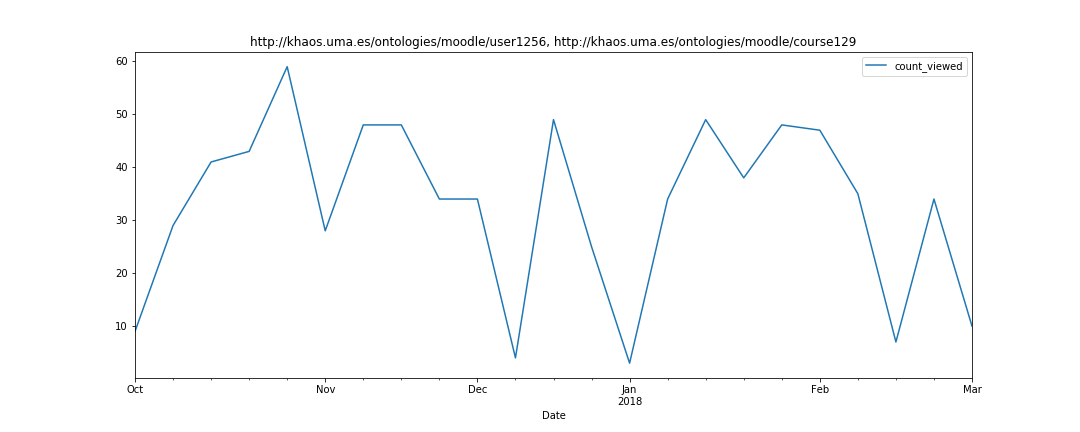 http://khaos.uma.es/ontologies/moodle/user1256, http://khaos.uma.es/ontologies/moodle/course129
count_viewed
60
50
40
30
20
10
Oct Nov Dec Jan Feb Mar
2018
Date